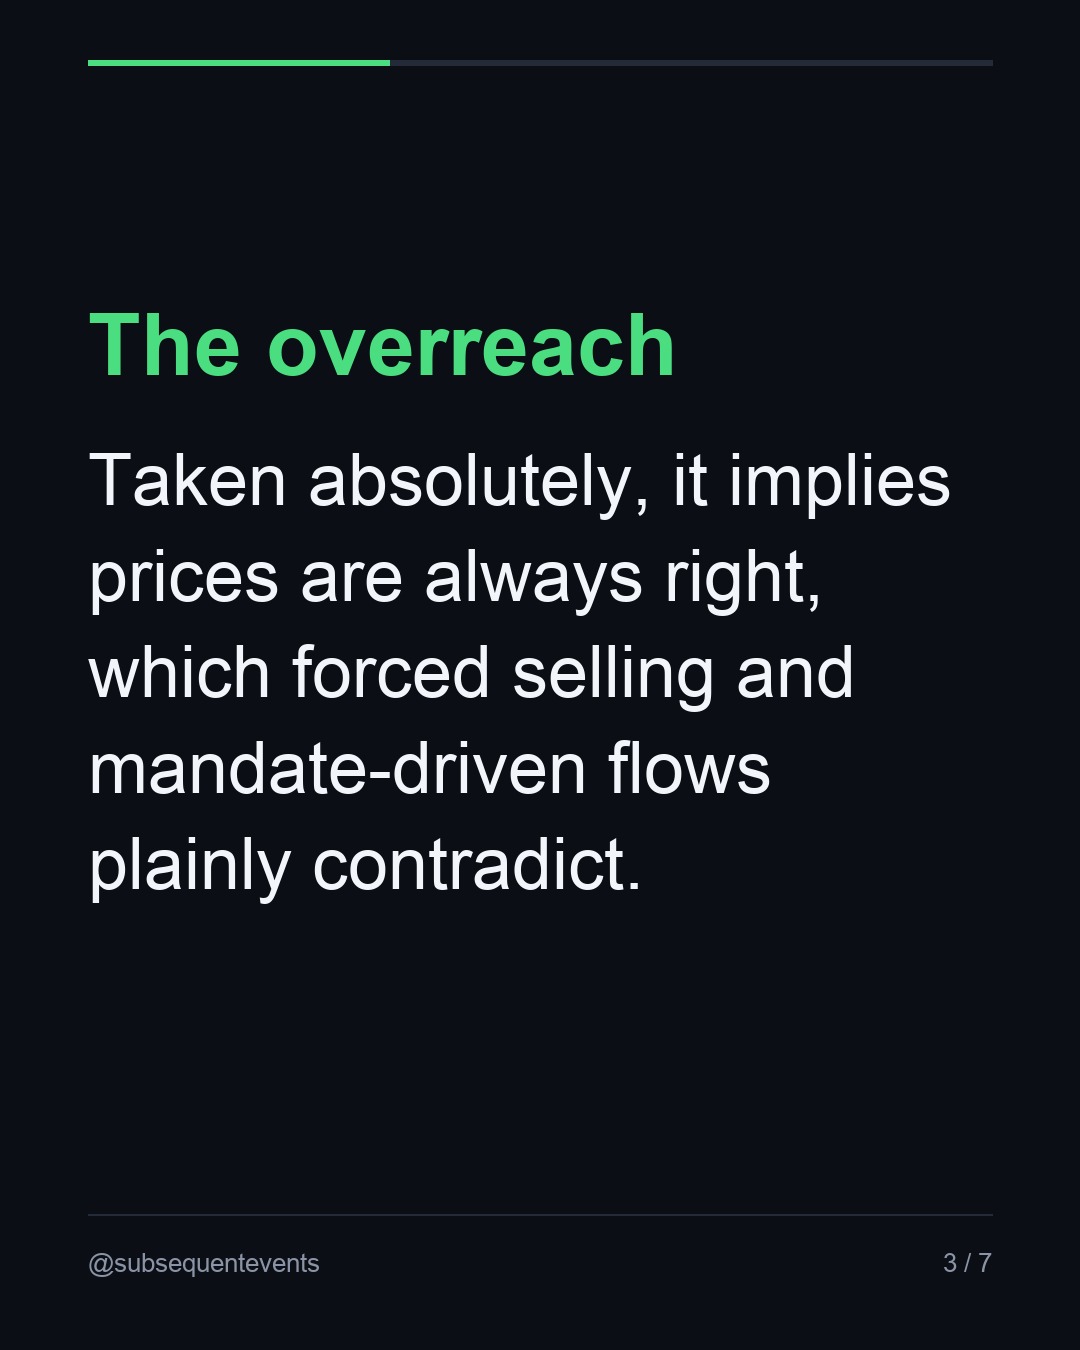 The overreach
Taken absolutely, it implies
prices are always right,
which forced selling and
mandate-driven flows
plainly contradict.
@subsequentevents
3 / 7